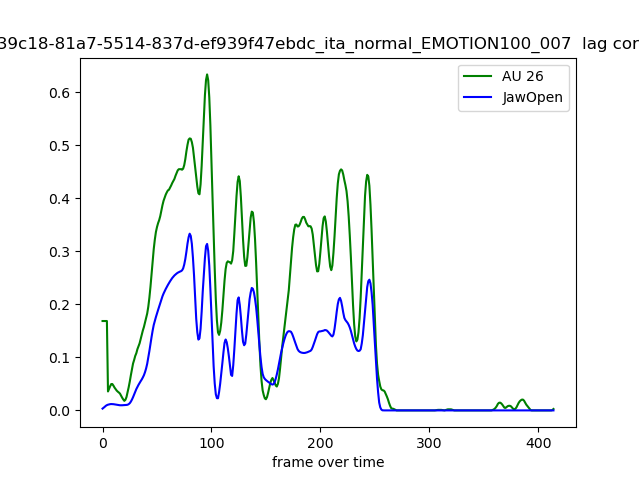 39c18-81a7-5514-837d-ef939f47ebdc_ita_normal_EMOTION100_007 lag cor
AU 26
JawOpen
0.6
0.5
0.4
0.3
0.2
0.1
0.0
0 100 200 300 400
frame over time